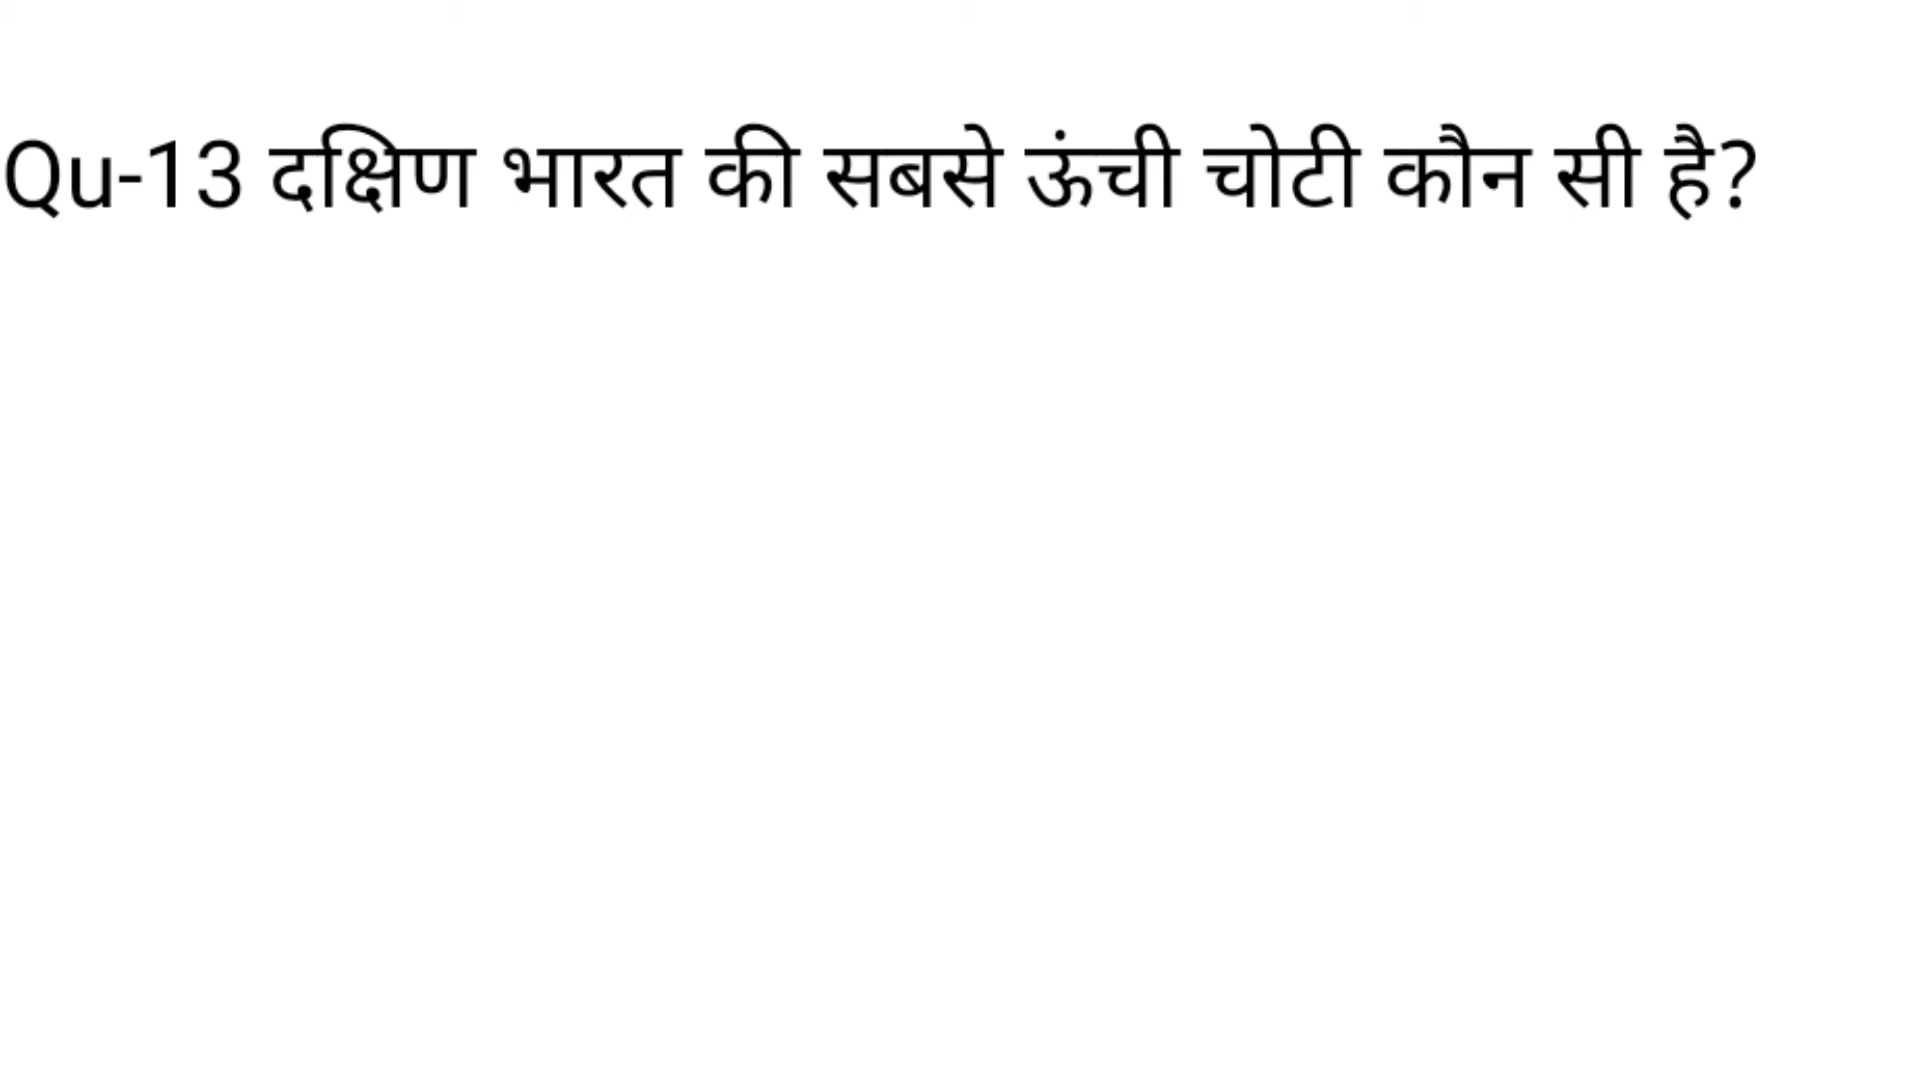 Qu-13 दक्षिण भारत की सबसे ऊंची चोटी कौन सी है?